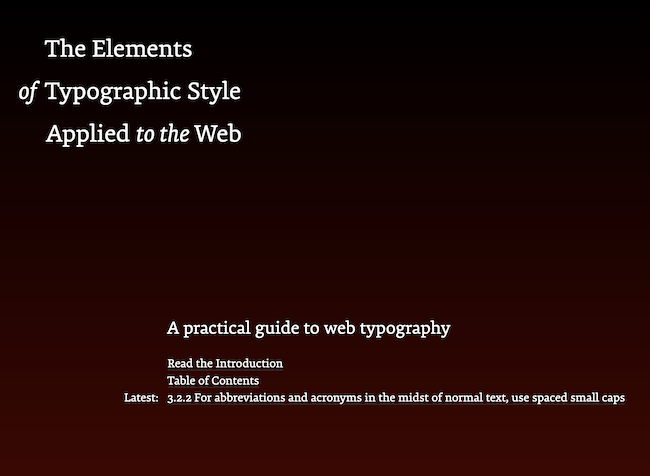 The Elements
of Typographic Style
Applied to the Web
A practical guide to web typography
Read the Introduction
Table of Contents
Latest: 3.2.2 For abbreviations and acronyms in the midst of normal text, use spaced small caps